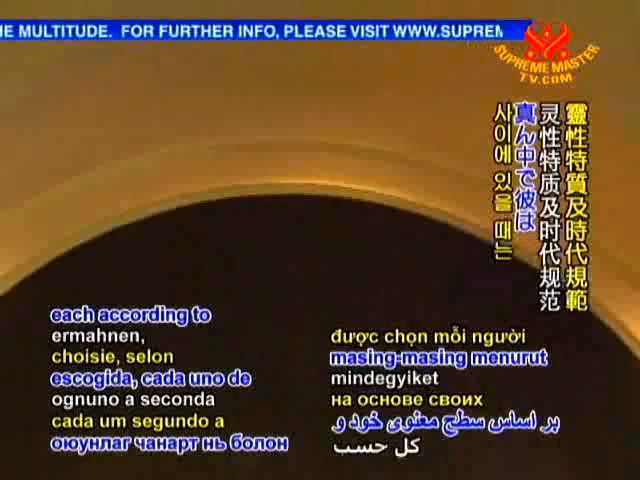 HE MULTITUDE. FOR FURTHER INFO, PLEASE VISIT WWW.SUPREM
SUPREME MASTER
TV.COM
靈性特質及時代規範
灵性特质及时代规范
真ん中で彼は
사이에 있을 때는
each according to
ermahnen,
choisie, selon
escogida, cada uno de
ognuno a seconda
cada um segundo a
оюунлаг чанарт нь болон
được chọn mỗi người
masing-masing menurut
mindegyiket
на основе своих
بر اساس سطح معنوی خود و
كل حسب